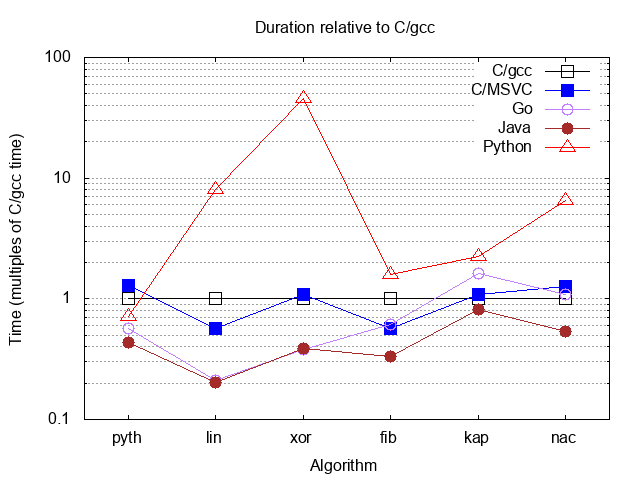 Duration relative to C/gcc
100
10
1
0.1
Time (multiples of C/gcc time)
C/gcc
C/MSVC
Go
Java
Python
pyth lin xor fib kap nac
Algorithm